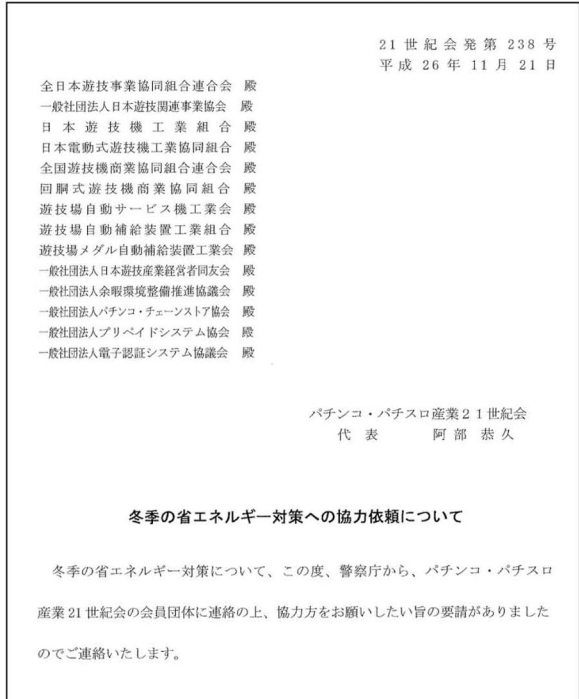 21世紀会発第238号
平成26年11月21日
全日本遊技事業協同組合連合会 殿
一般社団法人日本遊技関連事業協会 殿
日本遊技機工業組合 殿
日本電動式遊技機工業協同組合 殿
全国遊技機商業協同組合連合会 殿
回胴式遊技機商業協同組合 殿
遊技場自動サービス機工業会 殿
遊技場自動補給装置工業組合 殿
遊技場メダル自動補給装置工業会 殿
一般社団法人日本遊技産業経営者同友会 殿
一般社団法人余暇環境整備推進協議会 殿
一般社団法人パチンコ・チェーンストア協会 殿
一般社団法人プリペイドシステム協会 殿
一般社団法人電子認証システム協議会 殿
パチンコ・パチスロ産業21世紀会
代表 阿部恭久
冬季の省エネルギー対策への協力依頼について
冬季の省エネルギー対策について、この度、警察庁から、パチンコ・パチスロ
産業21世紀会の会員団体に連絡の上、協力方をお願いしたい旨の要請がありました
のでご連絡いたします。